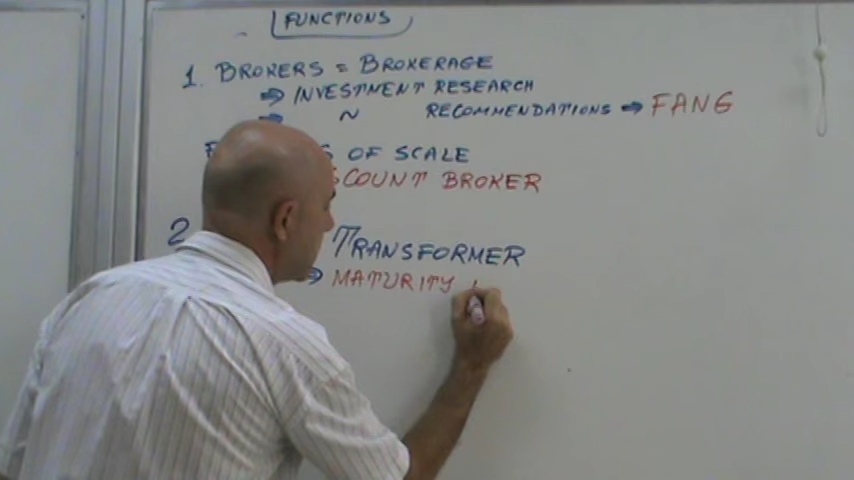 FUNCTIONS
1. BROKERS = BROKERAGE
⇒ INVESTMENT RESEARCH
⇒ ~ RECOMMENDATIONS ⇒ FANG
OF SCALE
BROKER
2 TRANSFORMER
⇒ MATURITY